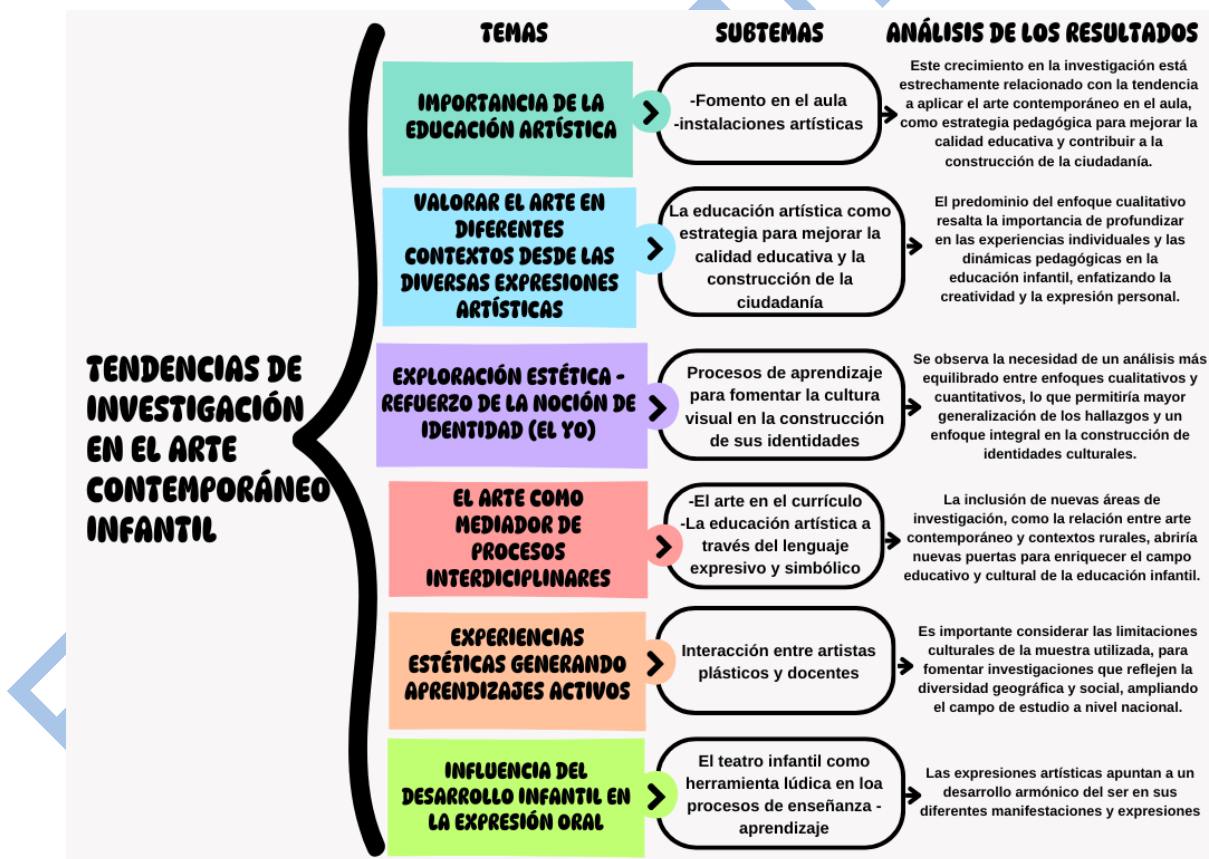 TEMAS
SUBTEMAS
ANÁLISIS DE LOS RESULTADOS
TENDENCIAS DE
INVESTIGACIÓN
EN EL ARTE
CONTEMPORÁNEO
INFANTIL
IMPORTANCIA DE LA
EDUCACIÓN ARTÍSTICA
-Fomento en el aula
-instalaciones artísticas
Este crecimiento en la investigación está
estrechamente relacionado con la tendencia
a aplicar el arte contemporáneo en el aula,
como estrategia pedagógica para mejorar la
calidad educativa y contribuir a la
construcción de la ciudadanía.
VALORAR EL ARTE EN
DIFERENTES
CONTEXTOS DESDE LAS
DIVERSAS EXPRESIONES
ARTÍSTICAS
La educación artística como
estrategia para mejorar la
calidad educativa y la
construcción de la
ciudadanía
El predominio del enfoque cualitativo
resalta la importancia de profundizar
en las experiencias individuales y las
dinámicas pedagógicas en la
educación infantil, enfatizando la
creatividad y la expresión personal.
EXPLORACIÓN ESTÉTICA -
REFUERZO DE LA NOCIÓN DE
IDENTIDAD (EL YO)
Procesos de aprendizaje
para fomentar la cultura
visual en la construcción
de sus identidades
Se observa la necesidad de un análisis más
equilibrado entre enfoques cualitativos y
cuantitativos, lo que permitiría mayor
generalización de los hallazgos y un
enfoque integral en la construcción de
identidades culturales.
EL ARTE COMO
MEDIADOR DE
PROCESOS
INTERDICIPLINARES
-El arte en el currículo
-La educación artística a
través del lenguaje
expresivo y simbólico
La inclusión de nuevas áreas de
investigación, como la relación entre arte
contemporáneo y contextos rurales, abriría
nuevas puertas para enriquecer el campo
educativo y cultural de la educación infantil.
EXPERIENCIAS
ESTÉTICAS GENERANDO
APRENDIZAJES ACTIVOS
Interacción entre artistas
plásticos y docentes
Es importante considerar las limitaciones
culturales de la muestra utilizada, para
fomentar investigaciones que reflejen la
diversidad geográfica y social, ampliando
el campo de estudio a nivel nacional.
INFLUENCIA DEL
DESARROLLO INFANTIL EN
LA EXPRESIÓN ORAL
El teatro infantil como
herramienta lúdica en loa
procesos de enseñanza -
aprendizaje
Las expresiones artísticas apuntan a un
desarrollo armónico del ser en sus
diferentes manifestaciones y expresiones